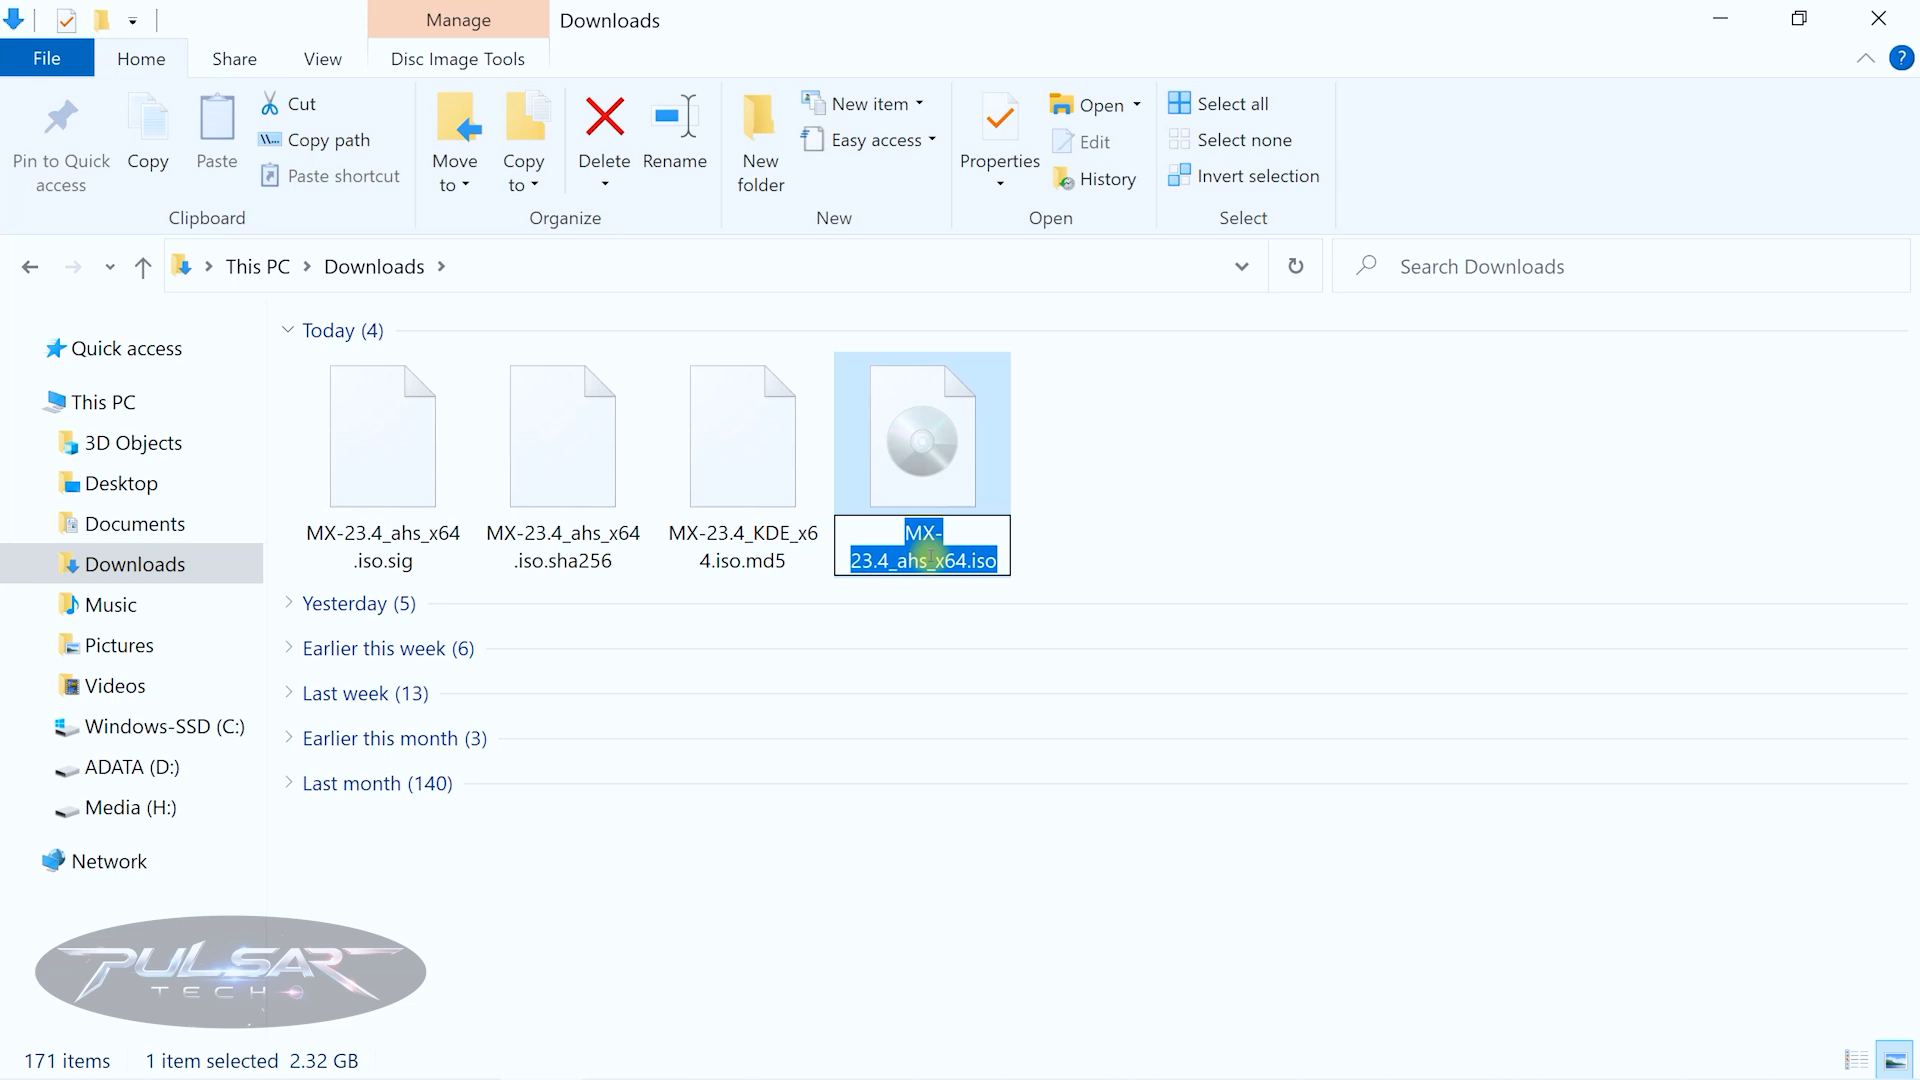 Manage
Downloads
File
Home
Share
View
Disc Image Tools
?
Pin to Quick
access
Copy
Paste
Cut
Copy path
Paste shortcut
Clipboard
Move
to
Copy
to
Delete
Rename
Organize
New
folder
New item
Easy access
New
Properties
Open
Edit
History
Open
Select all
Select none
Invert selection
Select
This PC
Downloads
Search Downloads
Quick access
This PC
3D Objects
Desktop
Documents
Downloads
Music
Pictures
Videos
Windows-SSD (C:)
ADATA (D:)
Media (H:)
Network
Today (4)
MX-23.4_ahs_x64
.iso.sig
MX-23.4_ahs_x64
.iso.sha256
MX-23.4_KDE_x6
4.iso.md5
MX-
23.4_ahs_x64.iso
Yesterday (5)
Earlier this week (6)
Last week (13)
Earlier this month (3)
Last month (140)
PULSAR
TECH
171 items
1 item selected 2.32 GB